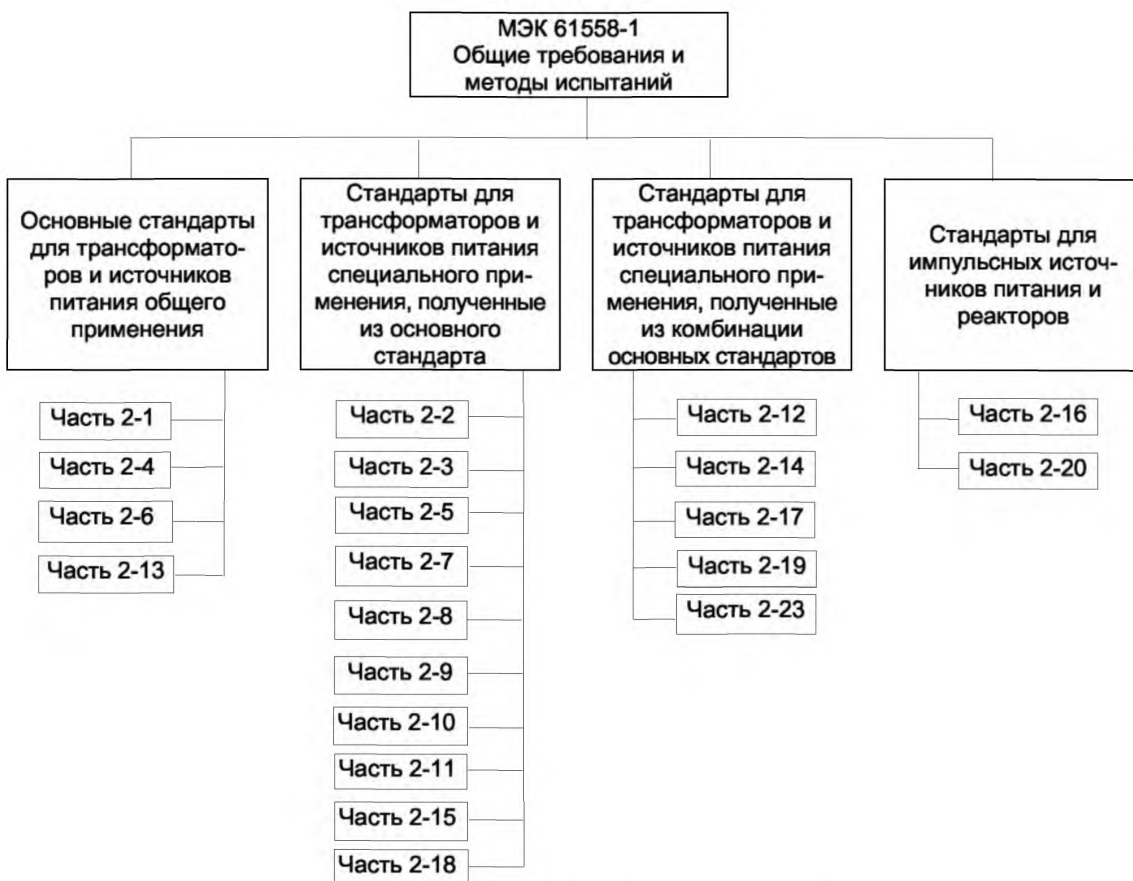 МЭК 61558-1
Общие требования и
методы испытаний
Основные стандарты
для трансформато-
ров и источников
питания общего
применения
Стандарты для
трансформаторов и
источников питания
специального при-
менения, полученные
из основного
стандарта
Стандарты для
трансформаторов и
источников питания
специального при-
менения, полученные
из комбинации
основных стандартов
Стандарты для
импульсных источ-
ников питания и
реакторов
Часть 2-1
Часть 2-4
Часть 2-6
Часть 2-13
Часть 2-2
Часть 2-3
Часть 2-5
Часть 2-7
Часть 2-8
Часть 2-9
Часть 2-10
Часть 2-11
Часть 2-15
Часть 2-18
Часть 2-12
Часть 2-14
Часть 2-17
Часть 2-19
Часть 2-23
Часть 2-16
Часть 2-20